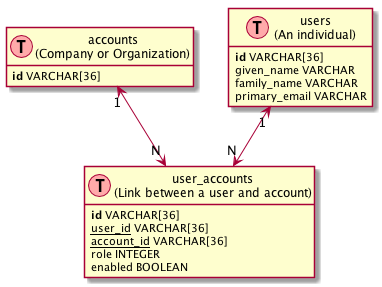 T
accounts
(Company or Organization)
id VARCHAR[36]
T
users
(An individual)
id VARCHAR[36]
given_name VARCHAR
family_name VARCHAR
primary_email VARCHAR
1
N
1
N
T
user_accounts
(Link between a user and account)
id VARCHAR[36]
user_id VARCHAR[36]
account_id VARCHAR[36]
role INTEGER
enabled BOOLEAN